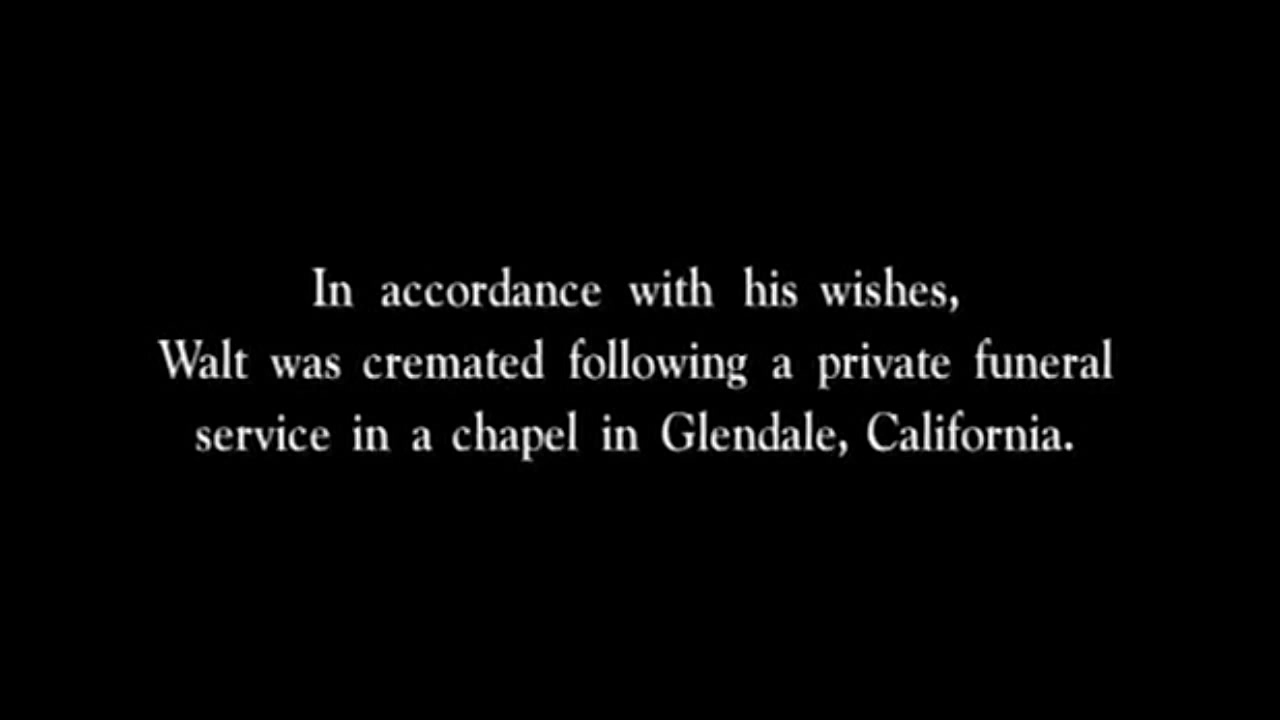 In accordance with his wishes,
Walt was cremated following a private funeral
service in a chapel in Glendale, California.